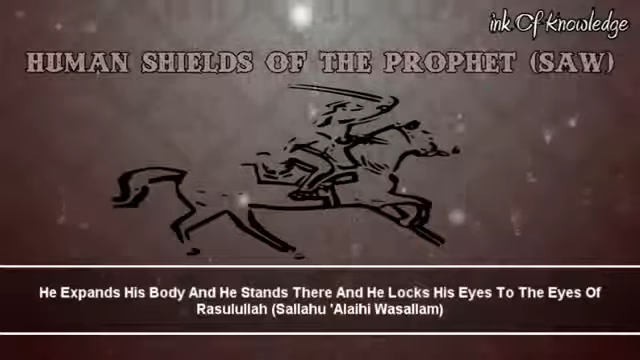 ink Of Knowledge
HUMAN SHIELDS OF THE PROPHET (SAW)
He Expands His Body And He Stands There And He Locks His Eyes To The Eyes Of
Rasulullah (Sallahu 'Alaihi Wasallam)